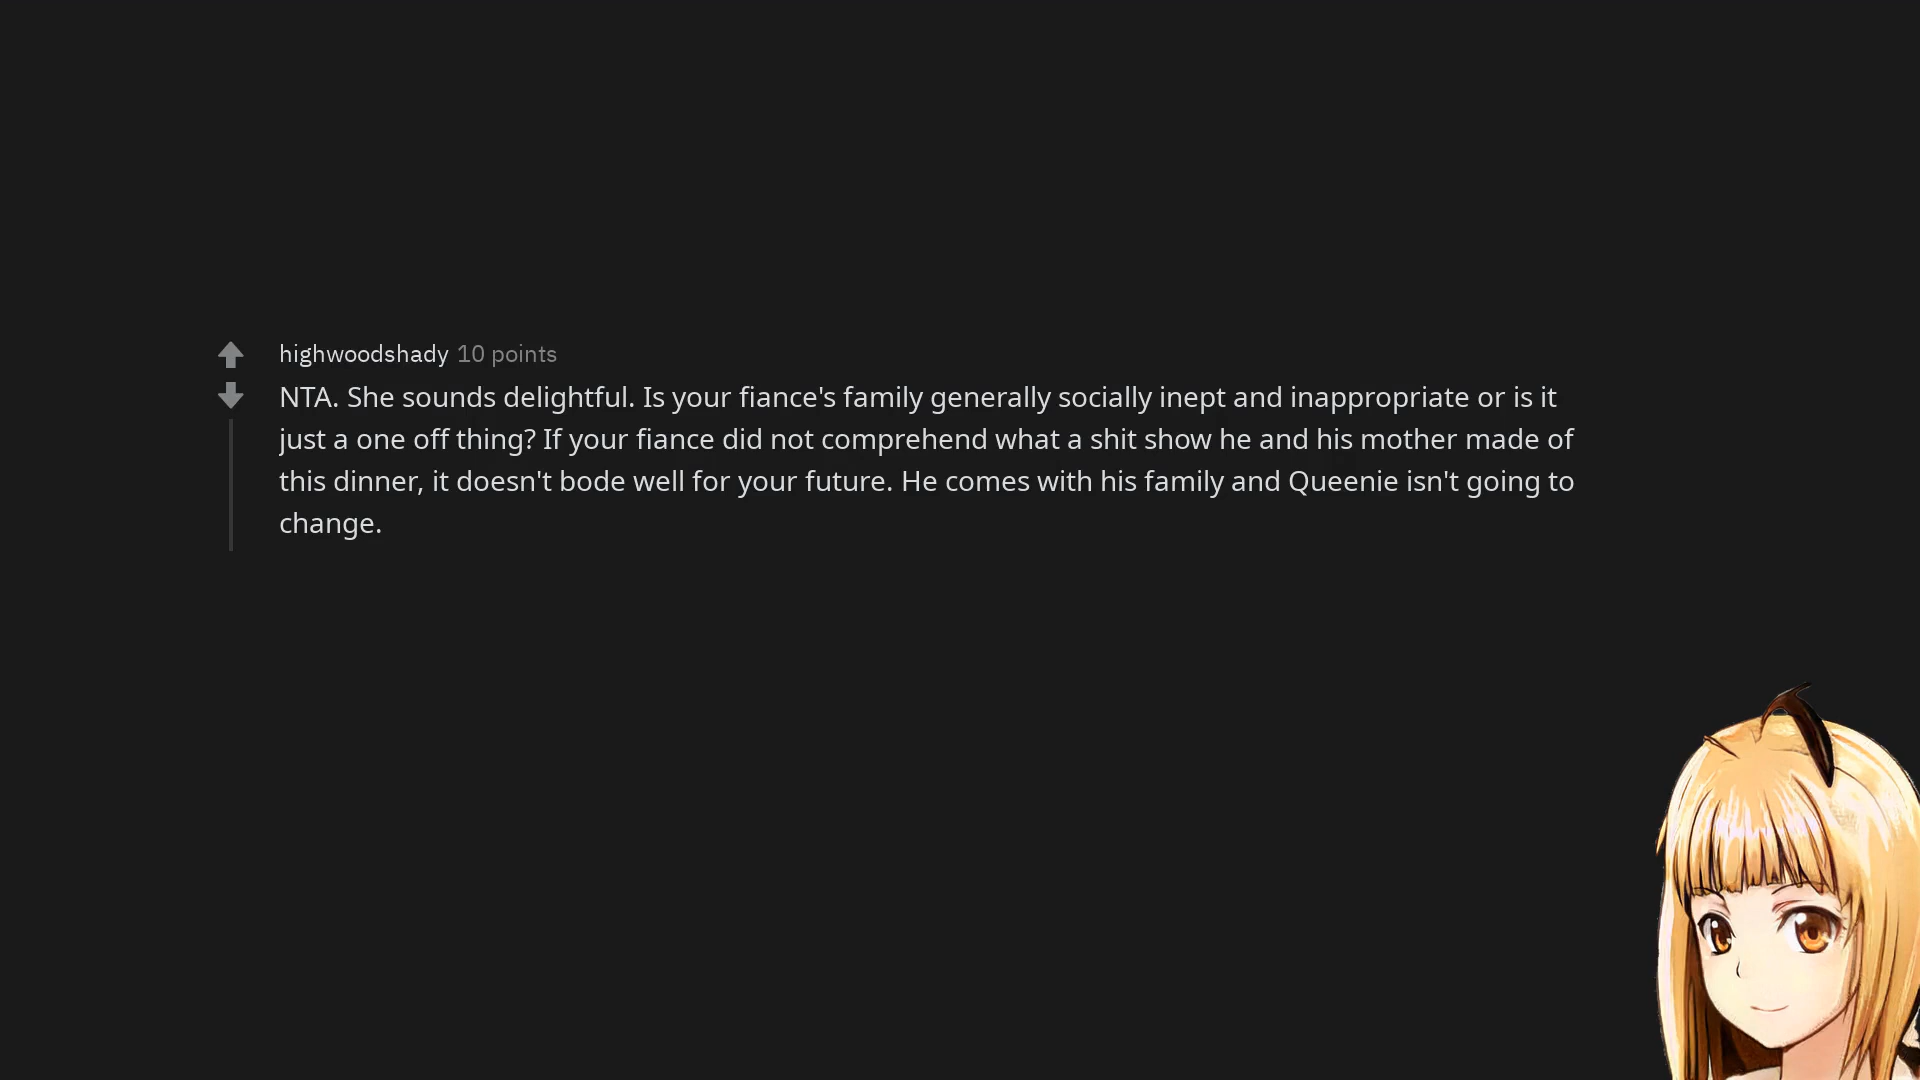 highwoodshady 10 points
NTA. She sounds delightful. Is your fiance's family generally socially inept and inappropriate or is it
just a one off thing? If your fiance did not comprehend what a shit show he and his mother made of
this dinner, it doesn't bode well for your future. He comes with his family and Queenie isn't going to
change.